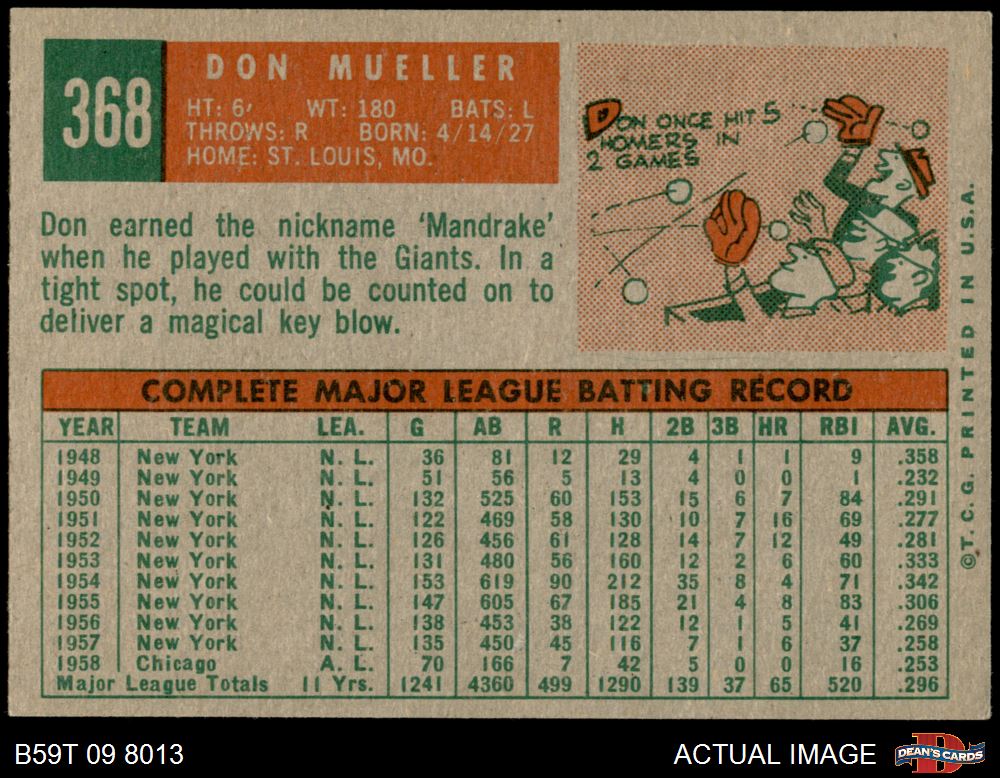 368
DON MUELLER
HT: 6' WT: 180 BATS: L
THROWS: R BORN: 4/14/27
HOME: ST. LOUIS, MO.
DON ONCE HIT 5
HOMERS IN
2 GAMES
Don earned the nickname 'Mandrake'
when he played with the Giants. In a
tight spot, he could be counted on to
deliver a magical key blow.
COMPLETE MAJOR LEAGUE BATTING RECORD
YEAR TEAM LEA. G AB R H 2B 3B HR RBI AVG.
1948 New York N. L. 36 81 12 29 4 1 1 9 .358
1949 New York N. L. 51 56 5 13 4 0 0 1 .232
1950 New York N. L. 132 525 60 153 15 6 7 84 .291
1951 New York N. L. 122 469 58 130 10 7 16 69 .277
1952 New York N. L. 126 456 61 128 14 7 12 49 .281
1953 New York N. L. 131 480 56 160 12 2 6 60 .333
1954 New York N. L. 153 619 90 212 35 8 4 71 .342
1955 New York N. L. 147 605 67 185 21 4 8 83 .306
1956 New York N. L. 138 453 38 122 12 1 5 41 .269
1957 New York N. L. 135 450 45 116 7 1 6 37 .258
1958 Chicago A. L. 70 166 7 42 5 0 0 16 .253
Major League Totals 11 Yrs. 1241 4360 499 1290 139 37 65 520 .296
© T. C. G. PRINTED IN U.S.A.
B59T 09 8013
ACTUAL IMAGE
DEAN'S CARDS